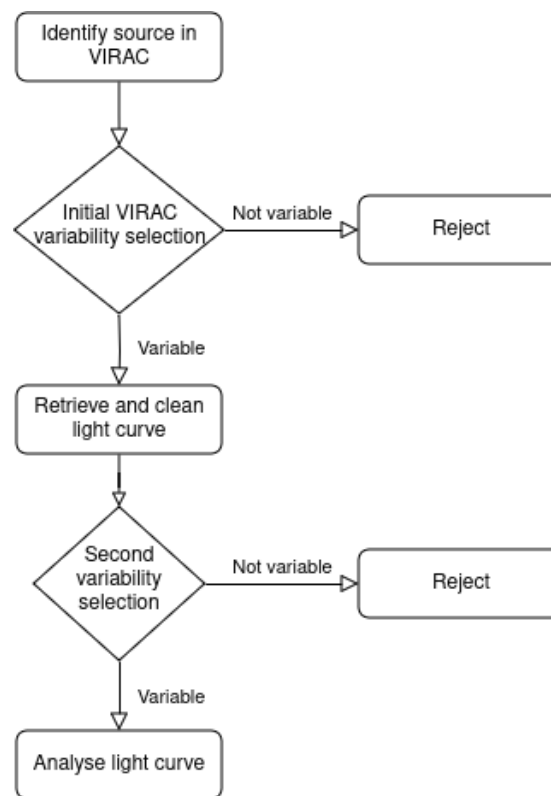 Identify source in
VIRAC
Initial VIRAC
variability selection
Not variable
Reject
Variable
Retrieve and clean
light curve
Second
variability
selection
Not variable
Reject
Variable
Analyse light curve